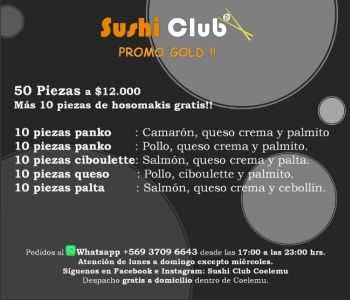 Sushi Club
PROMO GOLD !!
50 Piezas a $12.000
Más 10 piezas de hosomakis gratis!!
10 piezas panko : Camarón, queso crema y palmito
10 piezas panko : Pollo, queso crema y palmito.
10 piezas ciboulette: Salmón, queso crema y palta.
10 piezas queso : Pollo, ciboulette y palmito.
10 piezas palta : Salmón, queso crema y cebollín.
Pedidos al Whatsapp +569 3709 6643 desde las 17:00 a las 23:00 hrs.
Atención de lunes a domingo excepto miércoles.
Síguenos en Facebook e Instagram: Sushi Club Coelemu
Despacho gratis a domicilio dentro de Coelemu.